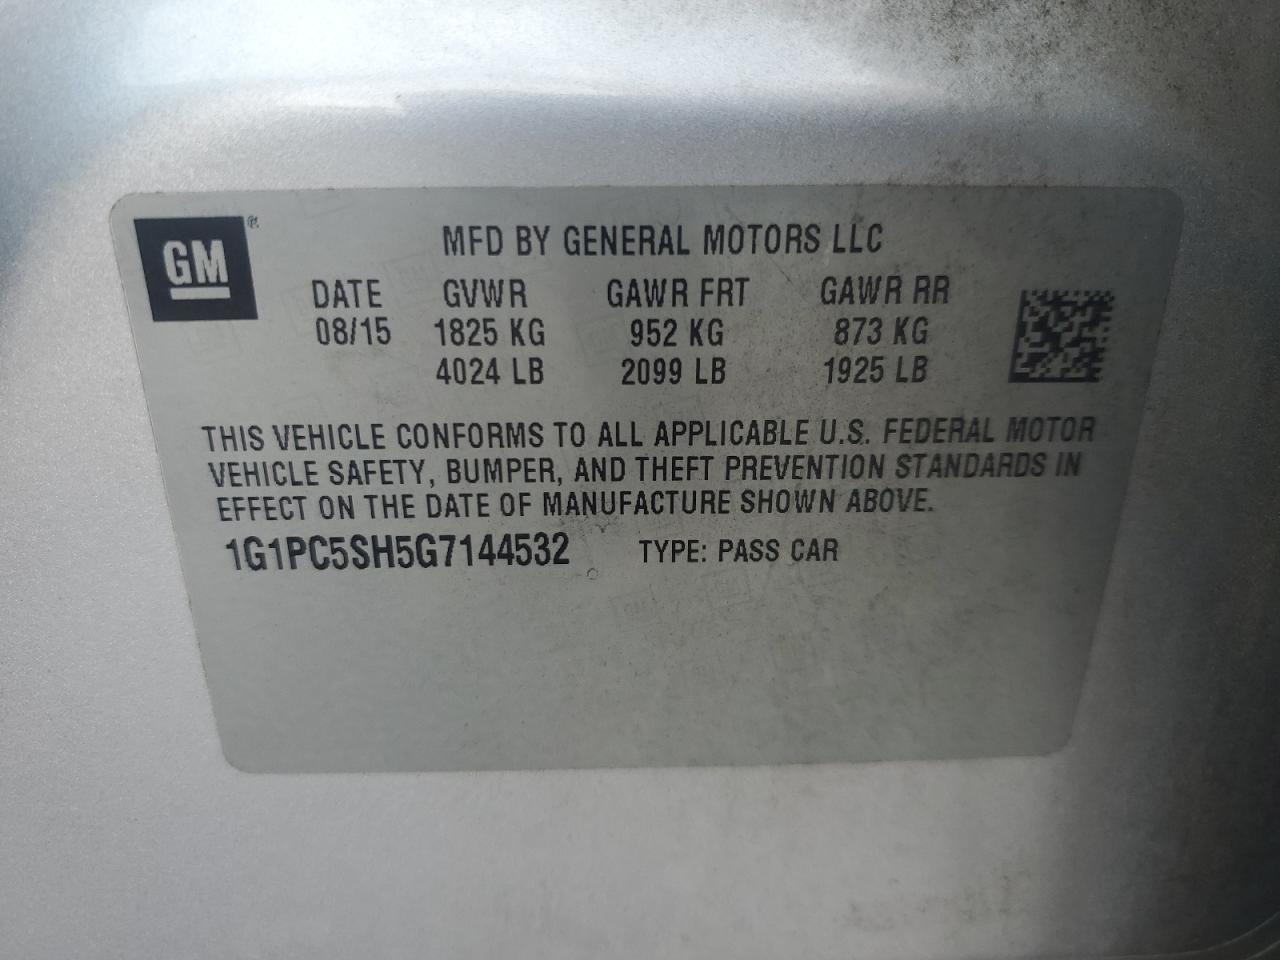 GM
MFD BY GENERAL MOTORS LLC
DATE GVWR GAWR FRT GAWR RR
08/15 1825 KG 952 KG 873 KG
4024 LB 2099 LB 1925 LB
THIS VEHICLE CONFORMS TO ALL APPLICABLE U.S. FEDERAL MOTOR
VEHICLE SAFETY, BUMPER, AND THEFT PREVENTION STANDARDS IN
EFFECT ON THE DATE OF MANUFACTURE SHOWN ABOVE.
1G1PC5SH5G7144532 TYPE: PASS CAR